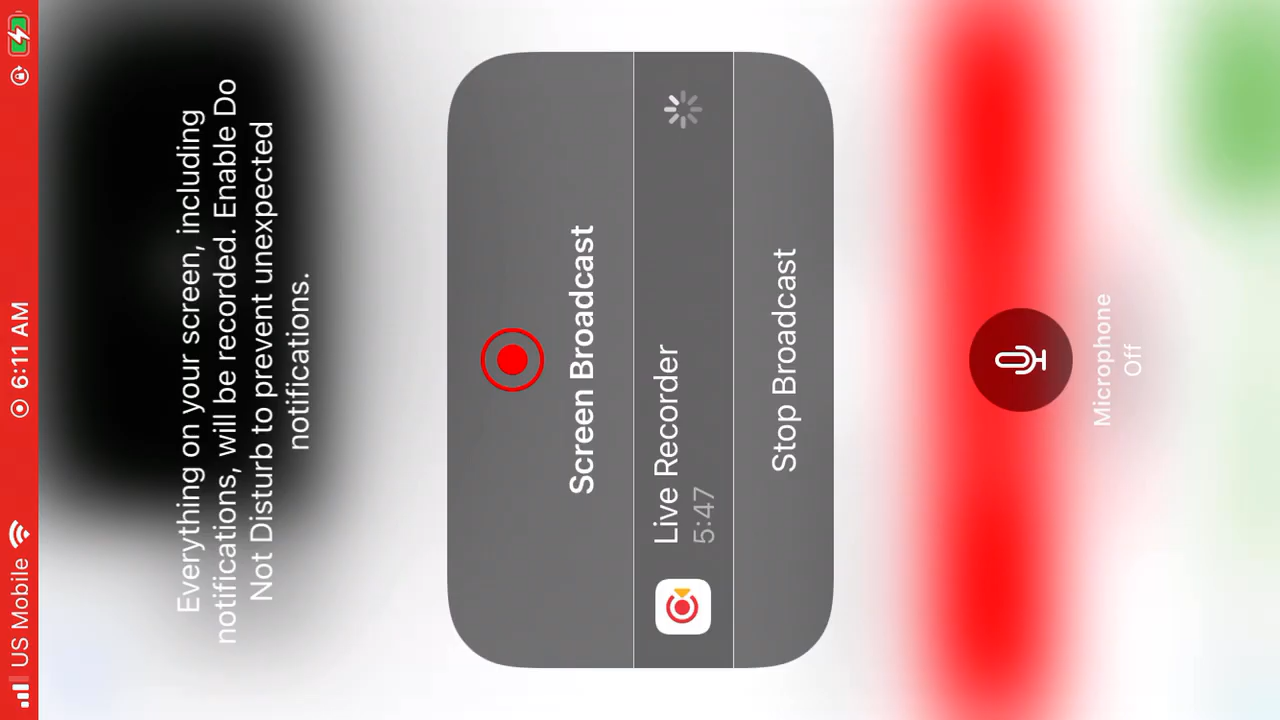 US Mobile 6:11 AM
Everything on your screen, including
notifications, will be recorded. Enable Do
Not Disturb to prevent unexpected
notifications.
Screen Broadcast
Live Recorder
5:47
Stop Broadcast
Microphone
Off